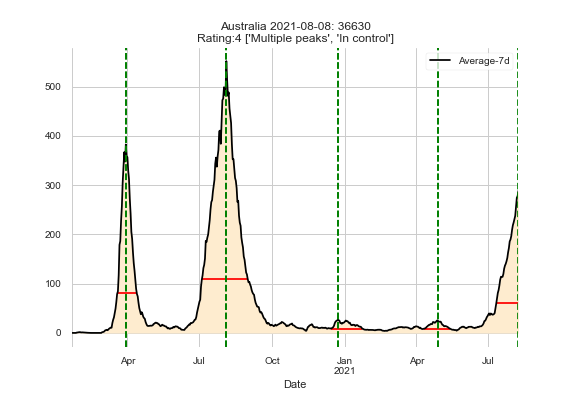 Australia 2021-08-08: 36630
Rating:4 ['Multiple peaks', 'In control']
Average-7d
500
400
300
200
100
0
Apr
Jul
Oct
Jan
2021
Apr
Jul
Date